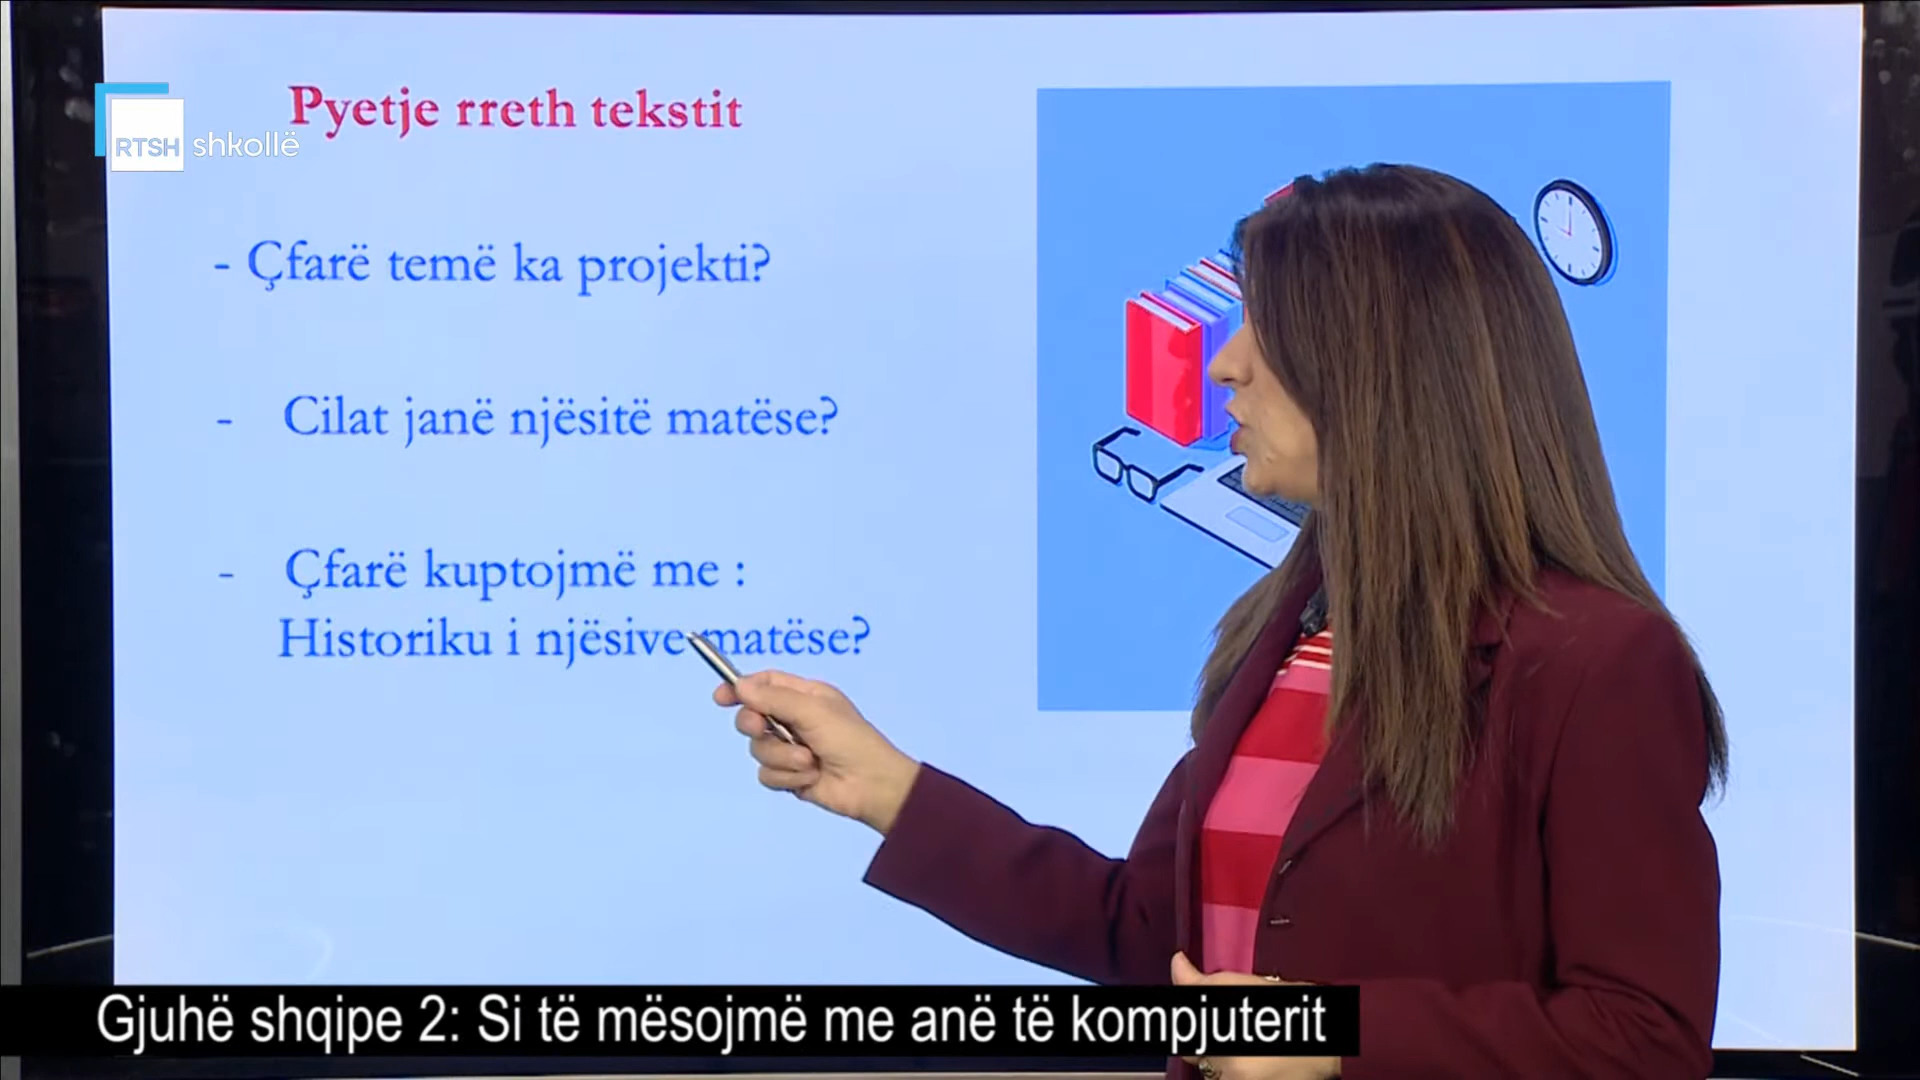 Pyetje rreth tekstit
RTSH shkollë
- Çfarë temë ka projekti?
- Cilat janë njësitë matëse?
- Çfarë kuptojmë me :
Historiku i njësive matëse?
Gjuhë shqipe 2: Si të mësojmë me anë të kompjuterit